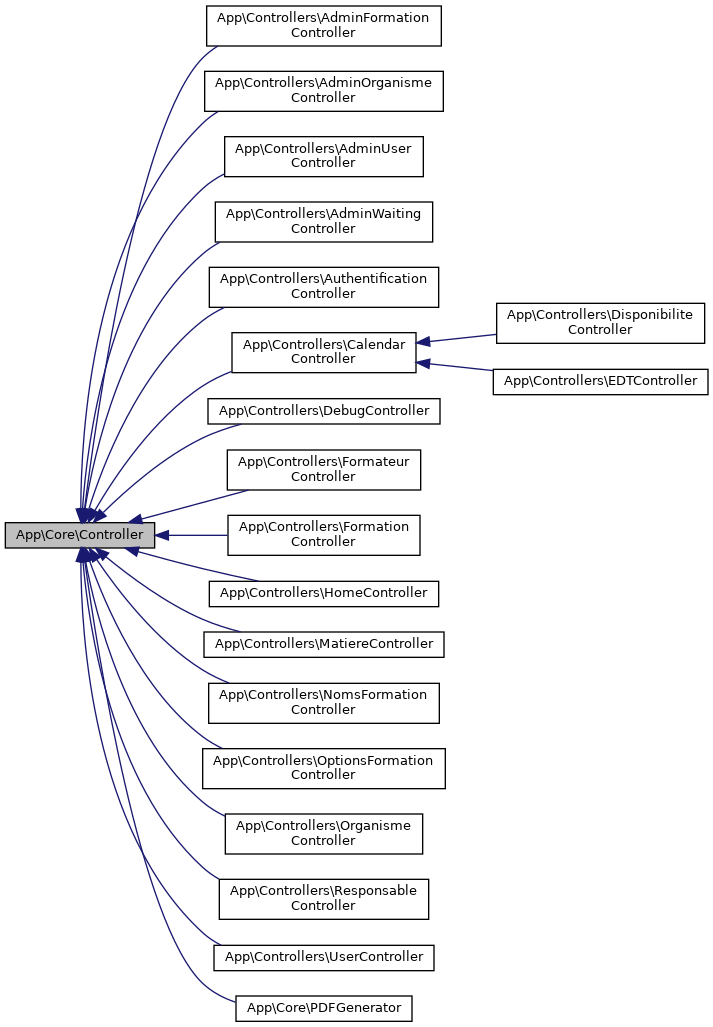 App\Controllers\AdminFormation
Controller
App\Controllers\AdminOrganisme
Controller
App\Controllers\AdminUser
Controller
App\Controllers\AdminWaiting
Controller
App\Controllers\Authentification
Controller
App\Controllers\Calendar
Controller
App\Controllers\Disponibilite
Controller
App\Controllers\EDTController
App\Controllers\DebugController
App\Controllers\Formateur
Controller
App\Core\Controller
App\Controllers\Formation
Controller
App\Controllers\HomeController
App\Controllers\MatiereController
App\Controllers\NomsFormation
Controller
App\Controllers\OptionsFormation
Controller
App\Controllers\Organisme
Controller
App\Controllers\Responsable
Controller
App\Controllers\UserController
App\Core\PDFGenerator